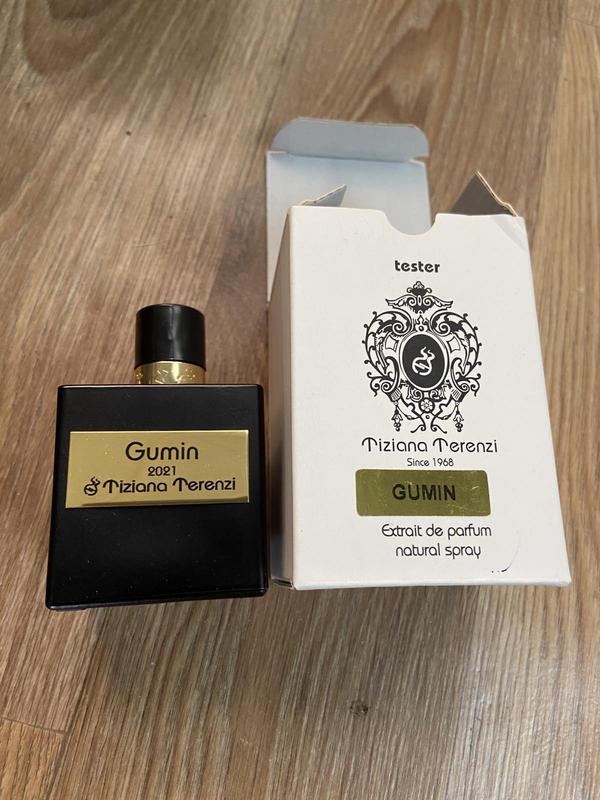 Gumin
2021
Tiziana Terenzi
tester
Tiziana Terenzi
Since 1968
GUMIN
Extrait de parfum
natural spray